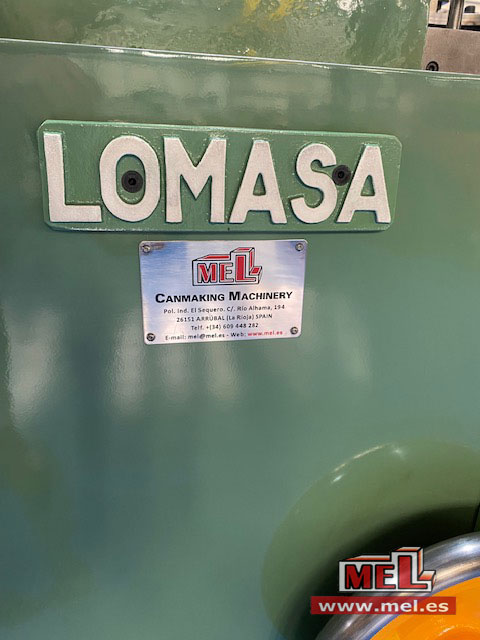 LOMASA
MEL
CANMAKING MACHINERY
Pol. Ind. El Sequero, C/. Río Alhama, 194
26151 ARRÚBAL (La Rioja) SPAIN
Telf. +(34) 609 448 282
E-mail: mel@mel.es - Web: www.mel.es
MEL
www.mel.es